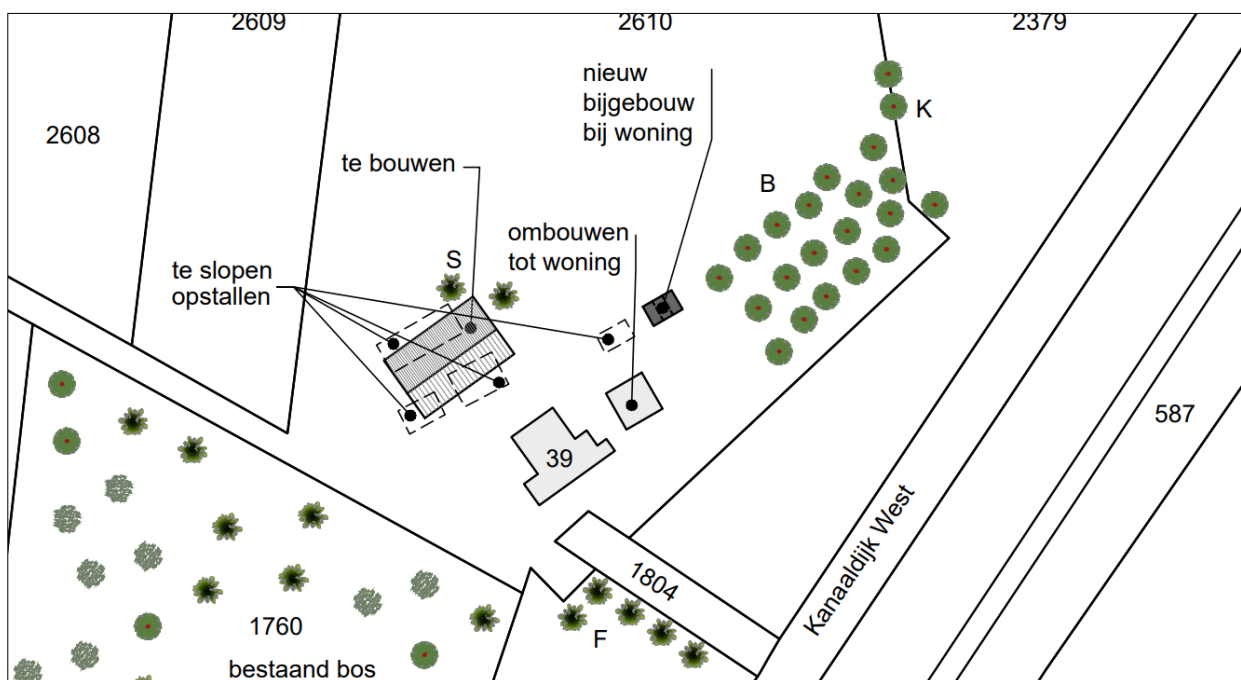 2609
2610
2379
nieuw
bijgebouw
bij woning
K
2608
te bouwen
B
ombouwen
tot woning
S
te slopen
opstallen
587
39
Kanaaldijk West
1804
1760
F
bestaand bos